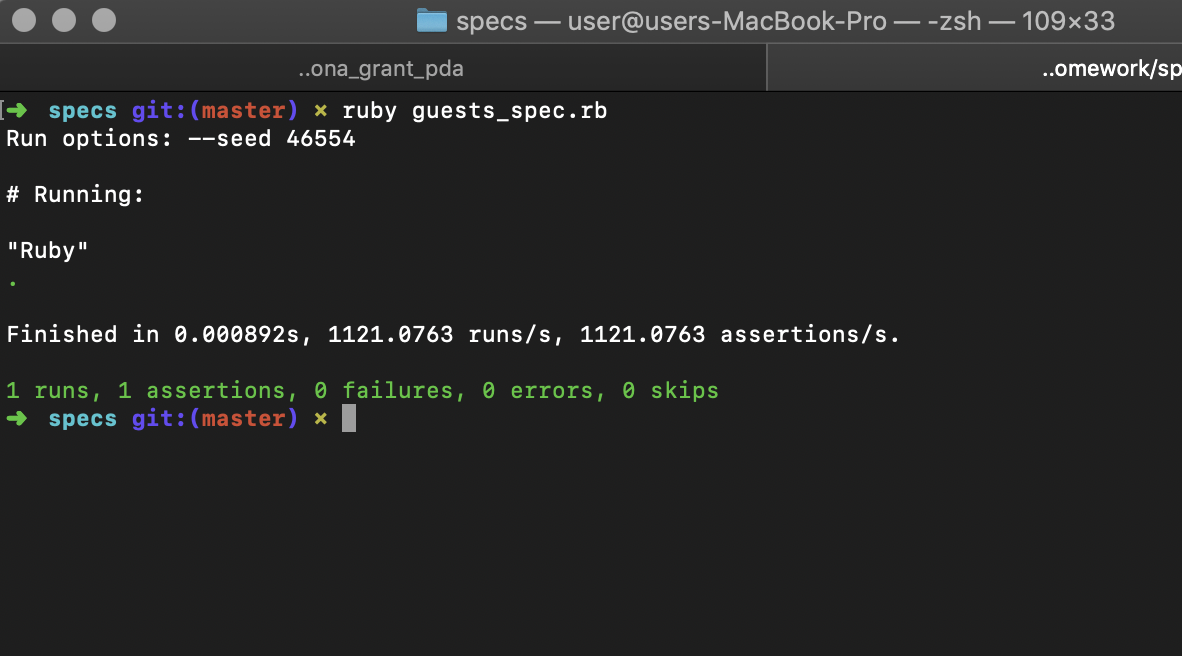 specs — user@users-MacBook-Pro — -zsh — 109×33
..ona_grant_pda
..omework/sp
➜ specs git:(master) × ruby guests_spec.rb
Run options: --seed 46554
# Running:
"Ruby"
.
Finished in 0.000892s, 1121.0763 runs/s, 1121.0763 assertions/s.
1 runs, 1 assertions, 0 failures, 0 errors, 0 skips
➜ specs git:(master) ×